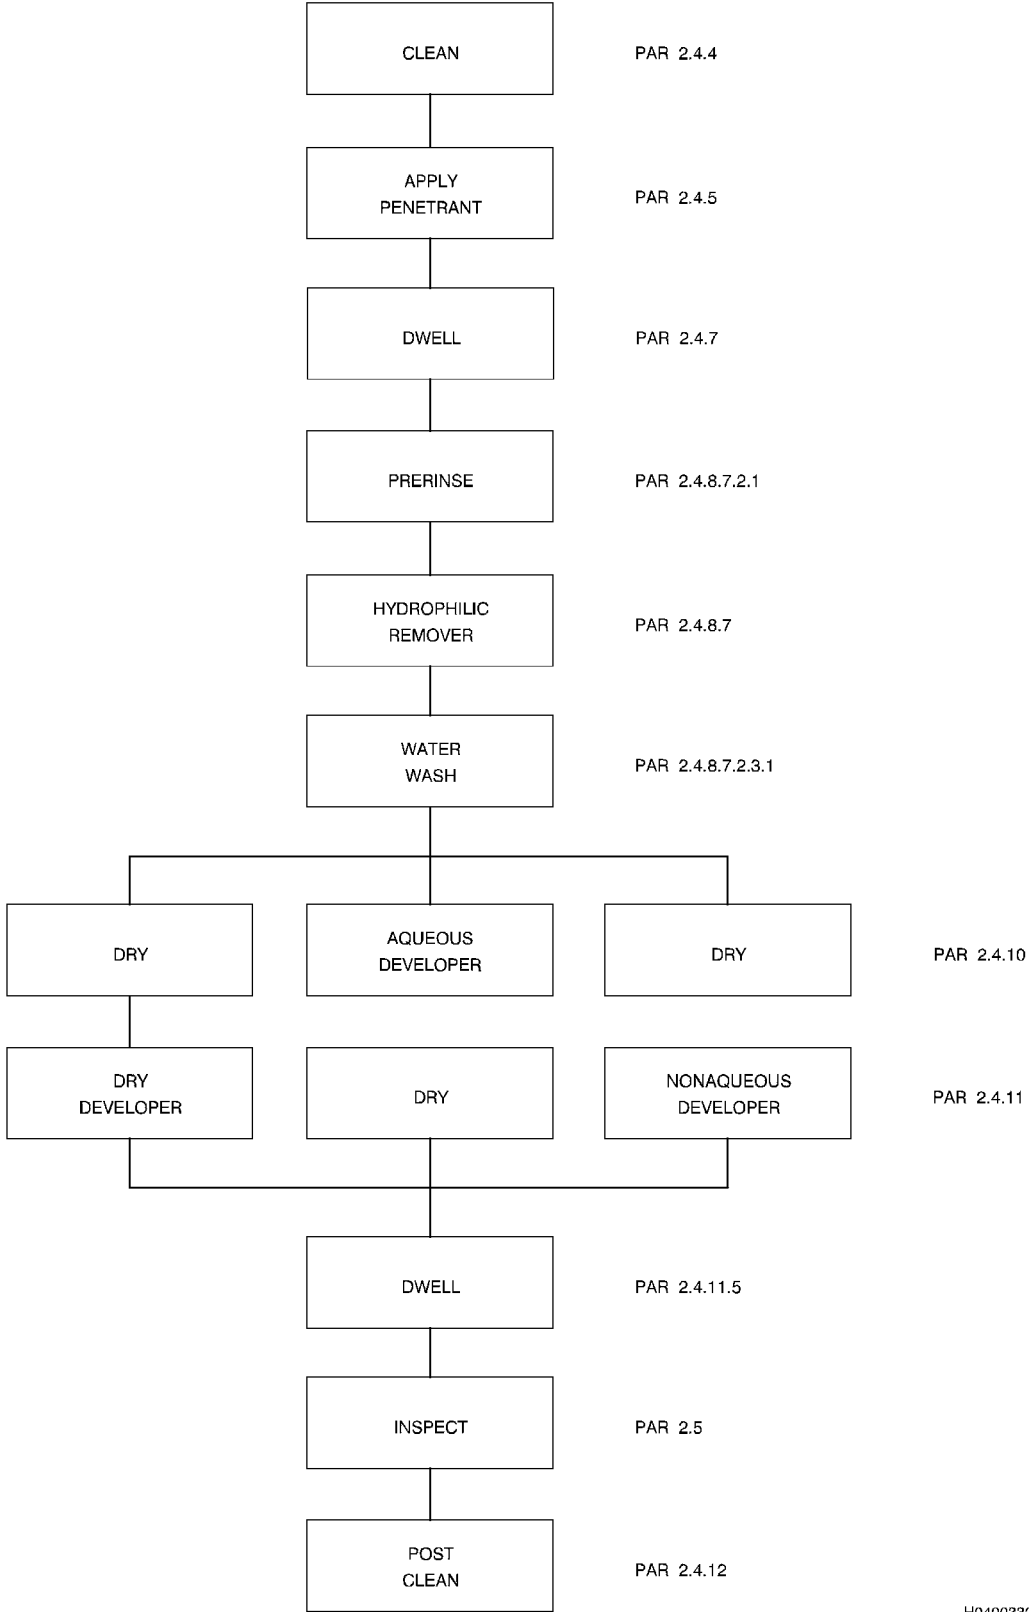 CLEAN
PAR 2.4.4
APPLY
PENETRANT
PAR 2.4.5
DWELL
PAR 2.4.7
PRERINSE
PAR 2.4.8.7.2.1
HYDROPHILIC
REMOVER
PAR 2.4.8.7
WATER
WASH
PAR 2.4.8.7.2.3.1
DRY
AQUEOUS
DEVELOPER
DRY
PAR 2.4.10
DRY
DEVELOPER
DRY
NONAQUEOUS
DEVELOPER
PAR 2.4.11
DWELL
PAR 2.4.11.5
INSPECT
PAR 2.5
POST
CLEAN
PAR 2.4.12